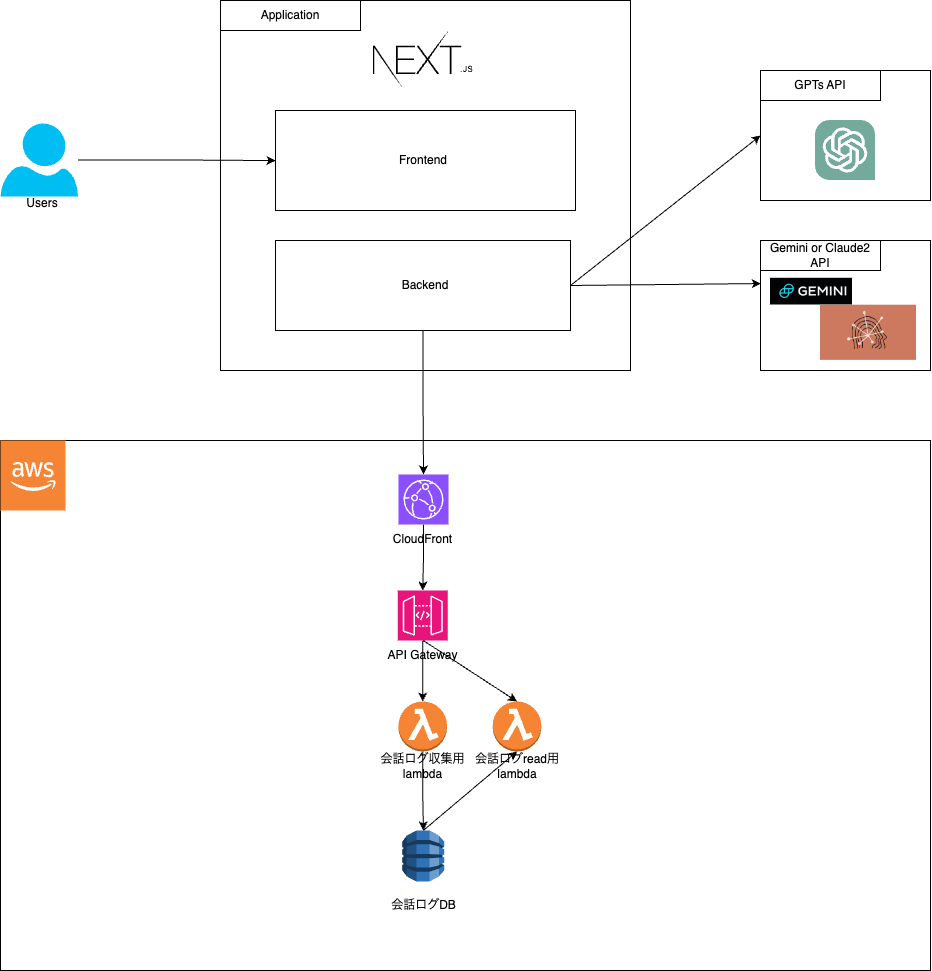 Application
NEXT.JS
GPTs API
Frontend
Users
Gemini or Claude2
API
GEMINI
Backend
aws
CloudFront
</>
API Gateway
会話ログ収集用
lambda
会話ログread用
lambda
会話ログDB